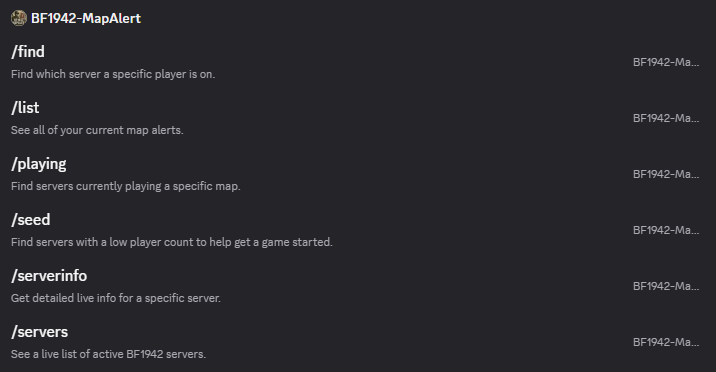 BF1942-MapAlert
/find
Find which server a specific player is on.
BF1942-Ma...
/list
See all of your current map alerts.
BF1942-Ma...
/playing
Find servers currently playing a specific map.
BF1942-Ma...
/seed
Find servers with a low player count to help get a game started.
BF1942-Ma...
/serverinfo
Get detailed live info for a specific server.
BF1942-Ma...
/servers
See a live list of active BF1942 servers.
BF1942-Ma...